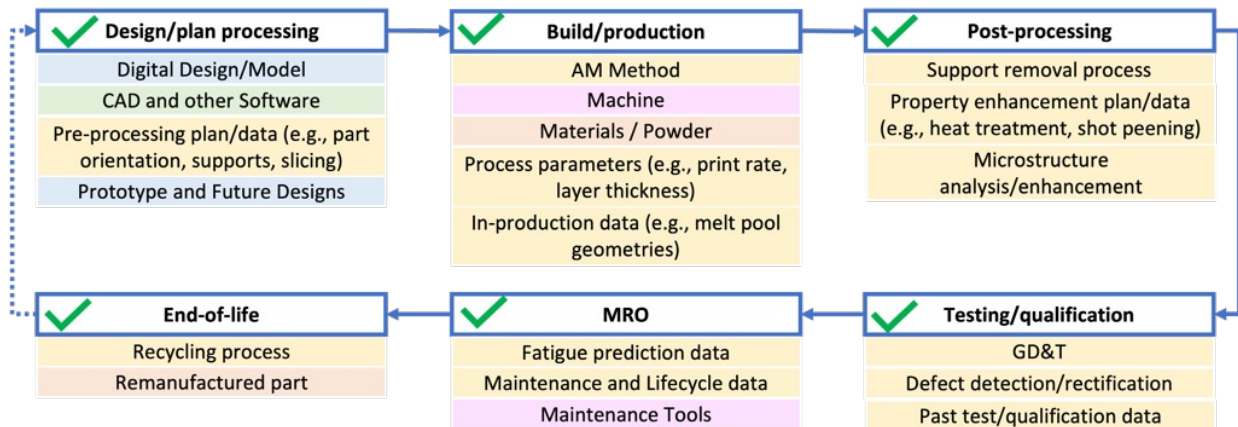 Design/plan processing
Digital Design/Model
CAD and other Software
Pre-processing plan/data (e.g., part
orientation, supports, slicing)
Prototype and Future Designs
Build/production
AM Method
Machine
Materials / Powder
Process parameters (e.g., print rate,
layer thickness)
In-production data (e.g., melt pool
geometries)
Post-processing
Support removal process
Property enhancement plan/data
(e.g., heat treatment, shot peening)
Microstructure
analysis/enhancement
End-of-life
Recycling process
Remanufactured part
MRO
Fatigue prediction data
Maintenance and Lifecycle data
Maintenance Tools
Testing/qualification
GD&T
Defect detection/rectification
Past test/qualification data